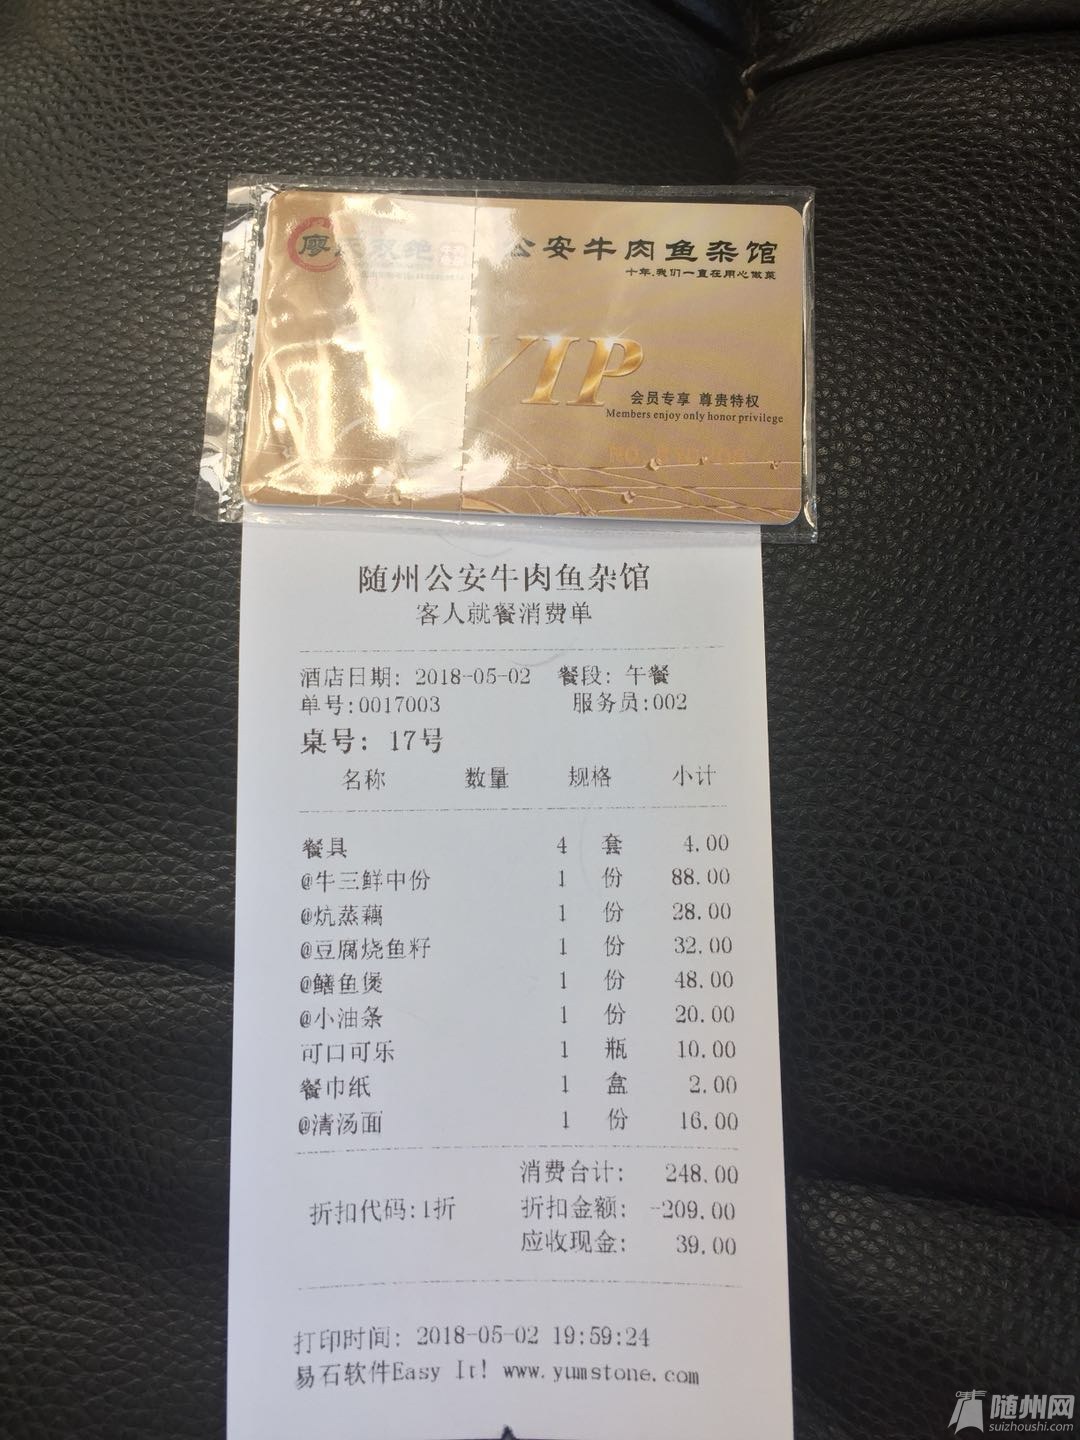 公安牛肉鱼杂馆
十年.我们一直在用心做菜
VIP
会员专享 尊贵特权
Members enjoy only honor privilege
随州公安牛肉鱼杂馆
客人就餐消费单
酒店日期: 2018-05-02 餐段: 午餐
单号:0017003 服务员:002
桌号: 17号
名称 数量 规格 小计
餐具 4 套 4.00
@牛三鲜中份 1 份 88.00
@炕蒸藕 1 份 28.00
@豆腐烧鱼籽 1 份 32.00
@鳝鱼煲 1 份 48.00
@小油条 1 份 20.00
可口可乐 1 瓶 10.00
餐巾纸 1 盒 2.00
@清汤面 1 份 16.00
消费合计: 248.00
折扣代码:1折 折扣金额: -209.00
应收现金: 39.00
打印时间: 2018-05-02 19:59:24
易石软件Easy It! www.yumstone.com
随州网
suizhoushi.com